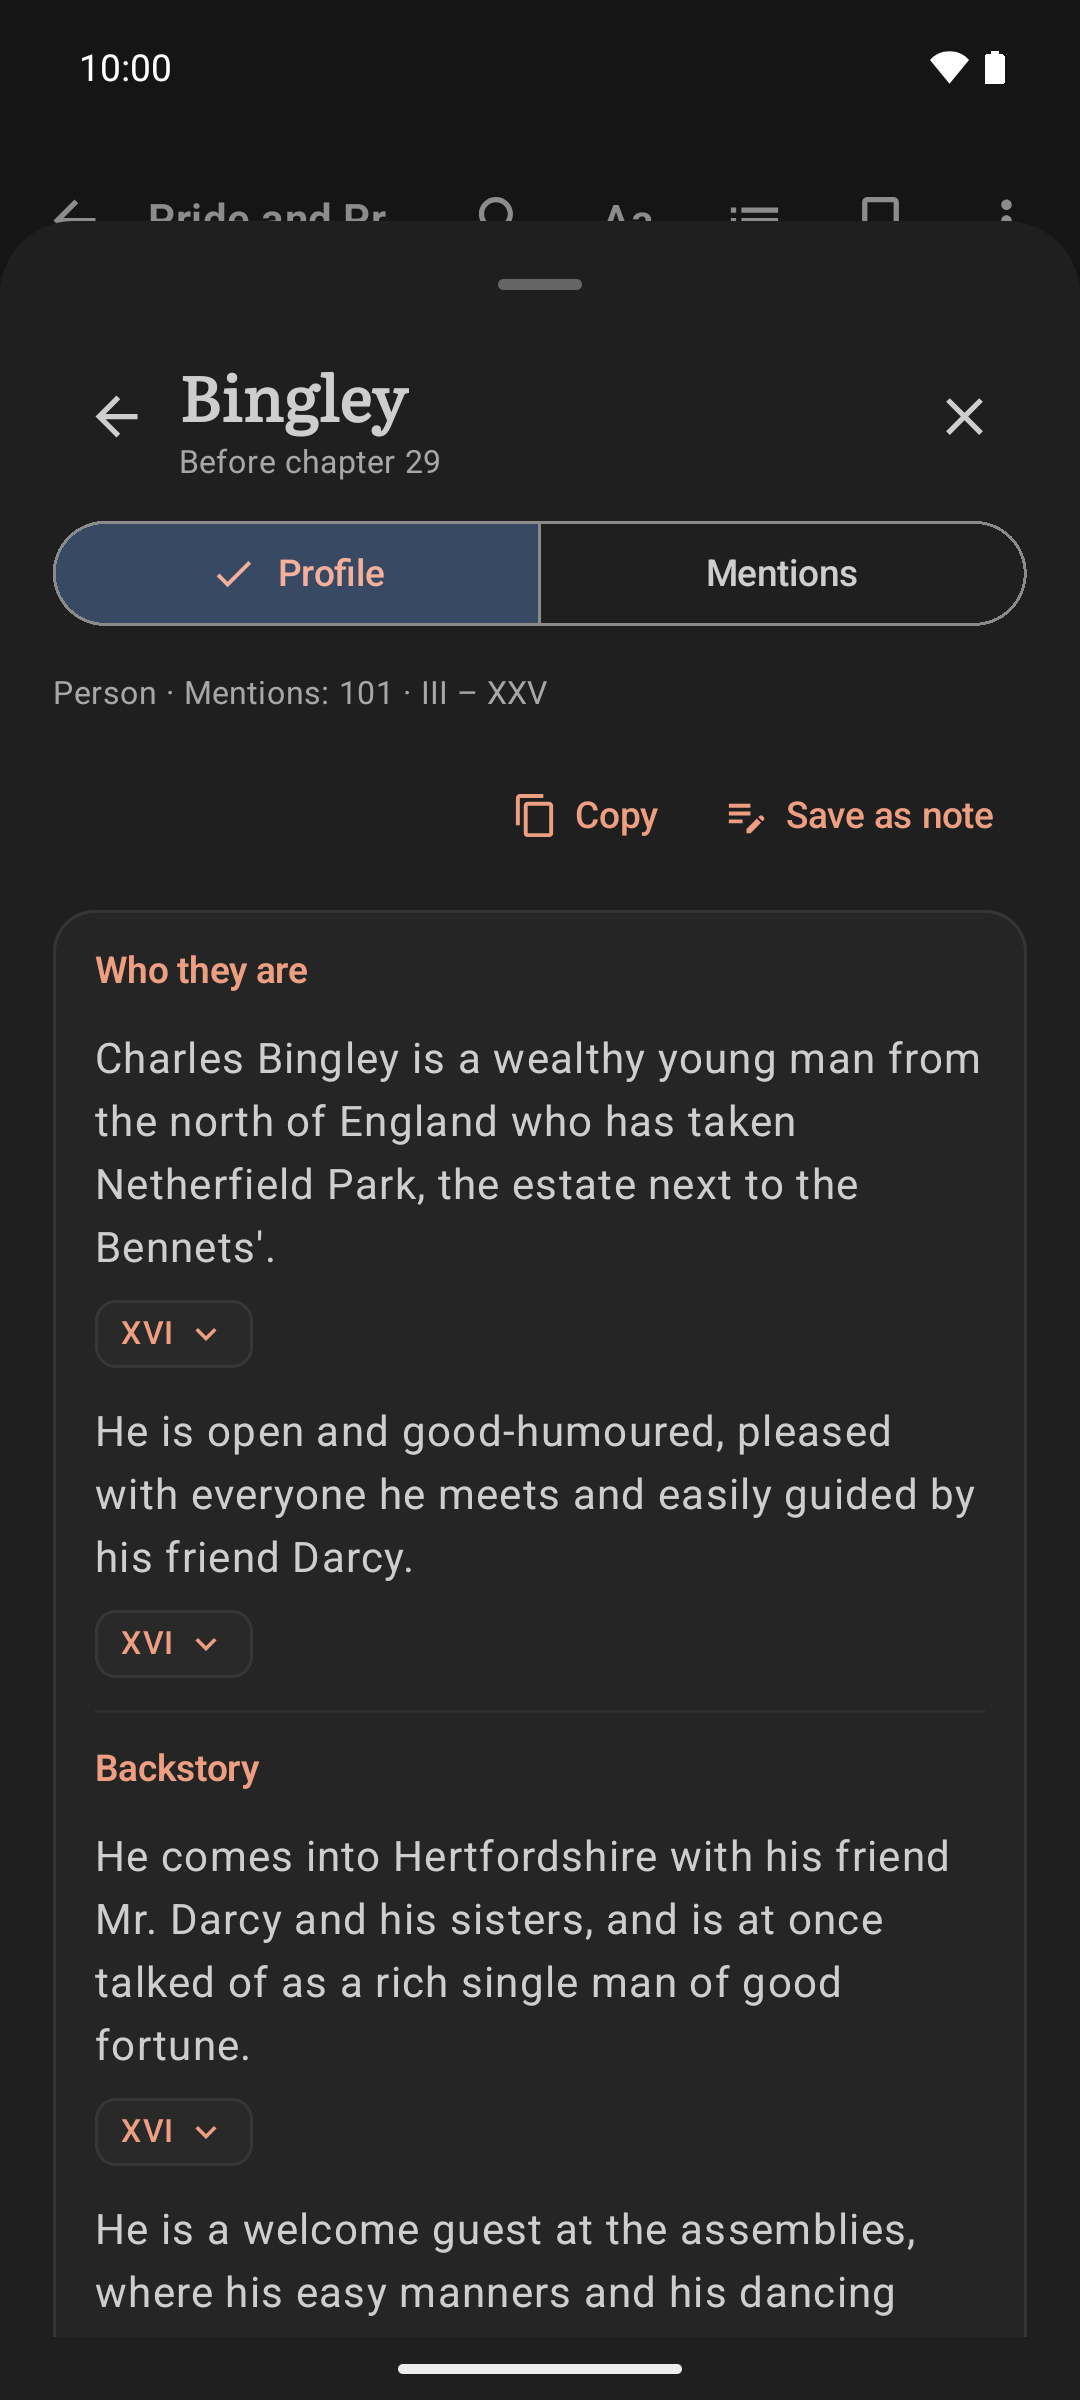 10:00
Pride and Pr
Aa
Bingley
Before chapter 29
Profile
Mentions
Person · Mentions: 101 · III – XXV
Copy
Save as note
Who they are
Charles Bingley is a wealthy young man from
the north of England who has taken
Netherfield Park, the estate next to the
Bennets'.
XVI
He is open and good-humoured, pleased
with everyone he meets and easily guided by
his friend Darcy.
XVI
Backstory
He comes into Hertfordshire with his friend
Mr. Darcy and his sisters, and is at once
talked of as a rich single man of good
fortune.
XVI
He is a welcome guest at the assemblies,
where his easy manners and his dancing